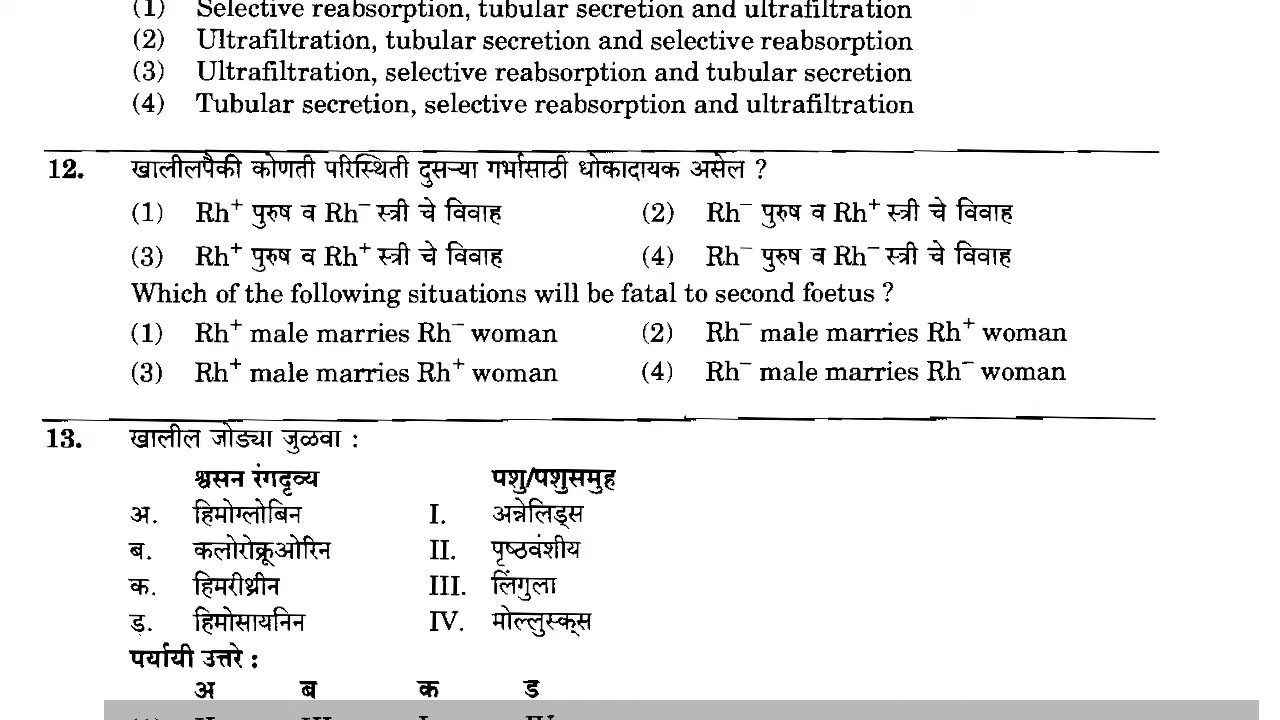 (1) Selective reabsorption, tubular secretion and ultrafiltration
(2) Ultrafiltration, tubular secretion and selective reabsorption
(3) Ultrafiltration, selective reabsorption and tubular secretion
(4) Tubular secretion, selective reabsorption and ultrafiltration
12. खालीलपैकी कोणती परिस्थिती दुसऱ्या गर्भासाठी धोकादायक असेल ?
(1) Rh⁺ पुरुष व Rh⁻ स्त्री चे विवाह (2) Rh⁻ पुरुष व Rh⁺ स्त्री चे विवाह
(3) Rh⁺ पुरुष व Rh⁺ स्त्री चे विवाह (4) Rh⁻ पुरुष व Rh⁻ स्त्री चे विवाह
Which of the following situations will be fatal to second foetus ?
(1) Rh⁺ male marries Rh⁻ woman (2) Rh⁻ male marries Rh⁺ woman
(3) Rh⁺ male marries Rh⁺ woman (4) Rh⁻ male marries Rh⁻ woman
13. खालील जोड्या जुळवा :
श्वसन रंगद्रव्य पशु/पशुसमुह
अ. हिमोग्लोबिन I. अन्नेलिड्स
ब. कलोरोक्रूओरिन II. पृष्ठवंशीय
क. हिमरीथ्रीन III. लिंगुला
ड. हिमोसायनिन IV. मोल्लुस्क्स
पर्यायी उत्तरे :
अ ब क ड